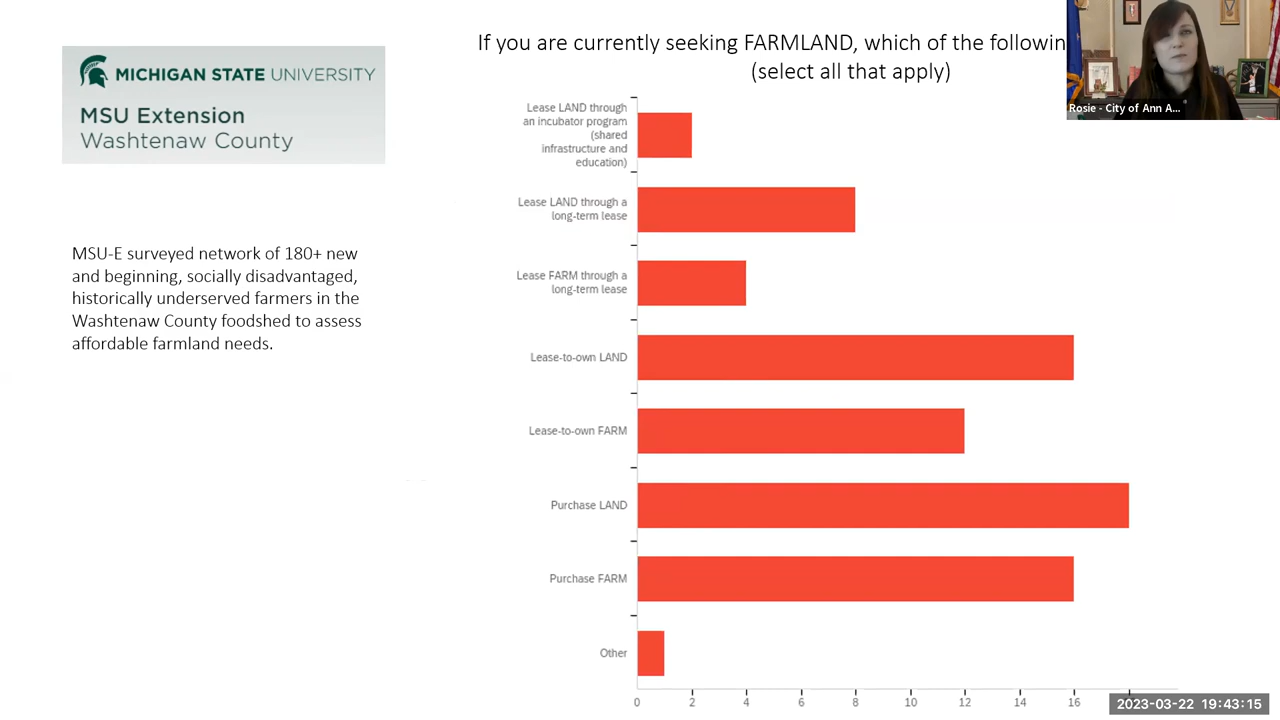 MICHIGAN STATE UNIVERSITY
MSU Extension
Washtenaw County
MSU-E surveyed network of 180+ new
and beginning, socially disadvantaged,
historically underserved farmers in the
Washtenaw County foodshed to assess
affordable farmland needs.
If you are currently seeking FARMLAND, which of the followin
(select all that apply)
Lease LAND through
an incubator program
(shared
infrastructure and
education)
Lease LAND through a
long-term lease
Lease FARM through a
long-term lease
Lease-to-own LAND
Lease-to-own FARM
Purchase LAND
Purchase FARM
Other
0 2 4 6 8 10 12 14 16
Rosie - City of Ann A...
2023-03-22 19:43:15